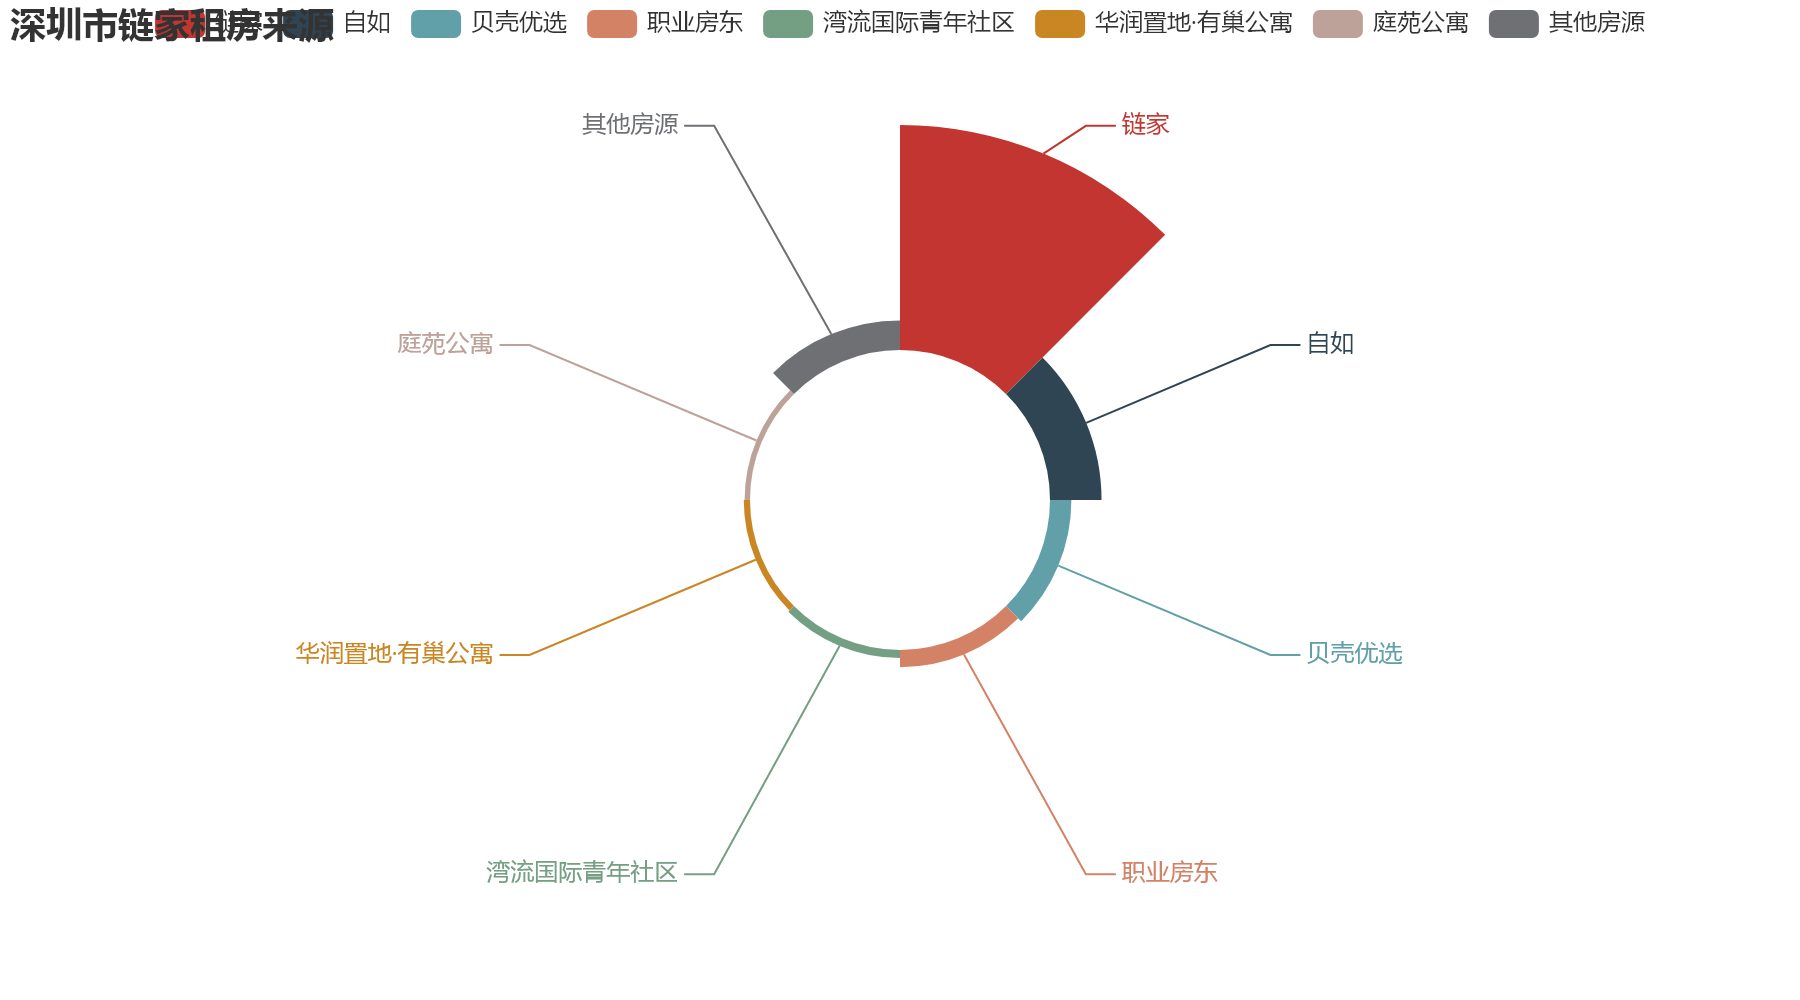 深圳市链家租房来源
链家 自如 贝壳优选 职业房东 湾流国际青年社区 华润置地·有巢公寓 庭苑公寓 其他房源
其他房源 链家
庭苑公寓 自如
华润置地·有巢公寓 贝壳优选
湾流国际青年社区 职业房东